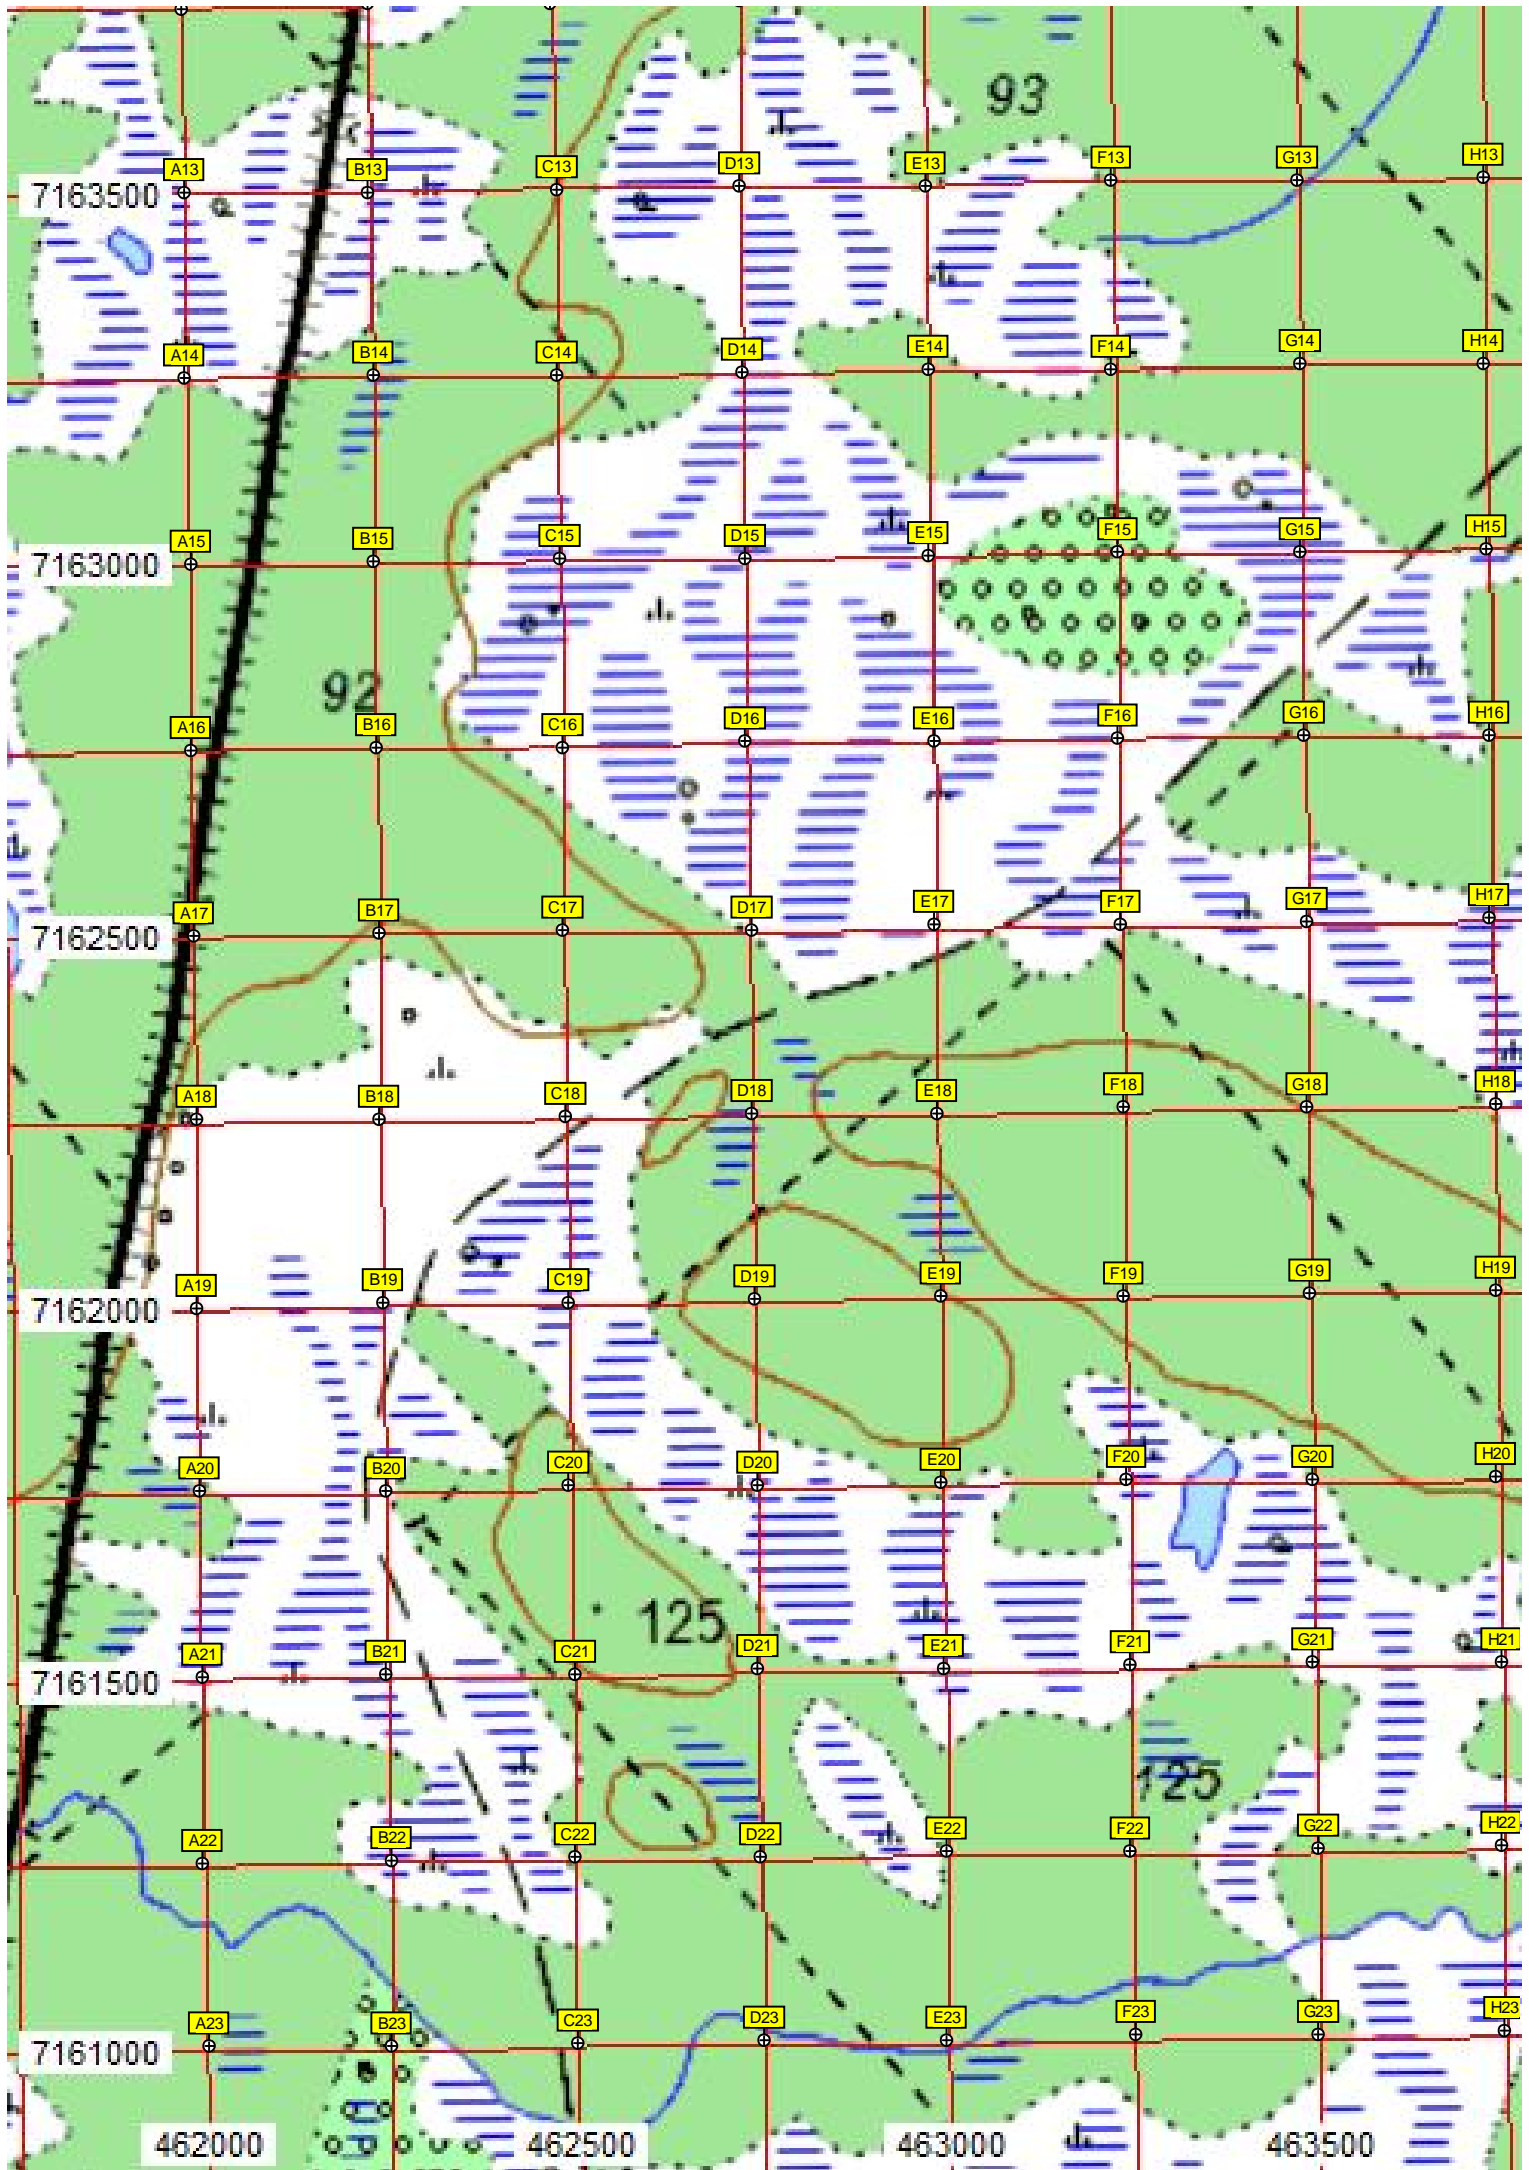 93
A13 B13 C13 D13 E13 F13 G13 H13
7163500
A14 B14 C14 D14 E14 F14 G14 H14
A15 B15 C15 D15 E15 F15 G15 H15
7163000
92
A16 B16 C16 D16 E16 F16 G16 H16
A17 B17 C17 D17 E17 F17 G17 H17
7162500
A18 B18 C18 D18 E18 F18 G18 H18
A19 B19 C19 D19 E19 F19 G19 H19
7162000
A20 B20 C20 D20 E20 F20 G20 H20
125
A21 B21 C21 D21 E21 F21 G21 H21
7161500
125
A22 B22 C22 D22 E22 F22 G22 H22
A23 B23 C23 D23 E23 F23 G23 H23
7161000
462000 462500 463000 463500